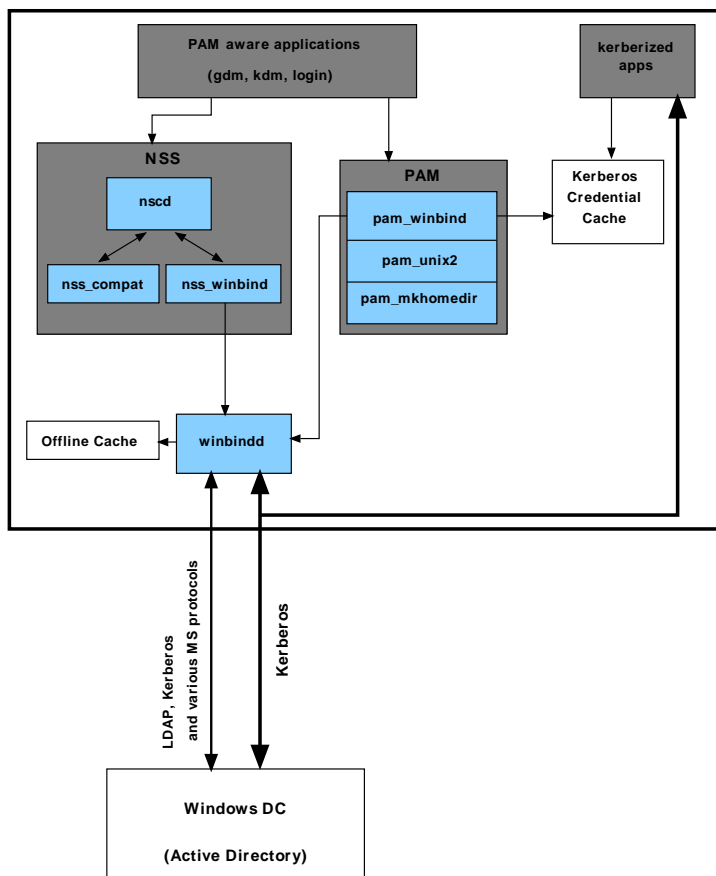 PAM aware applications
(gdm, kdm, login)
kerberized
apps
NSS
nscd
nss_compat
nss_winbind
PAM
pam_winbind
pam_unix2
pam_mkhomedir
Kerberos
Credential
Cache
Offline Cache
winbindd
LDAP, Kerberos
and various MS protocols
Kerberos
Windows DC
(Active Directory)